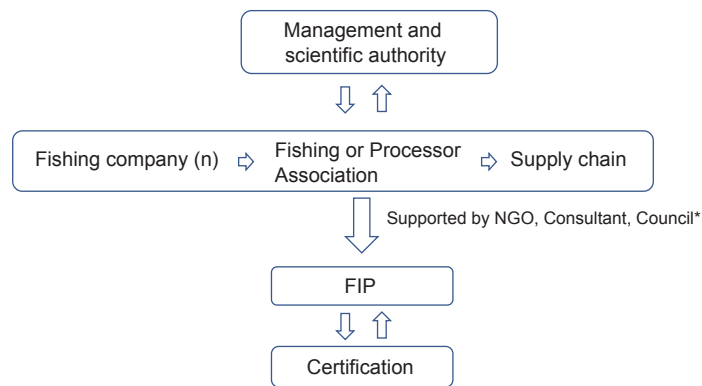 Management and
scientific authority
Fishing company (n)
Fishing or Processor
Association
Supply chain
Supported by NGO, Consultant, Council*
FIP
Certification